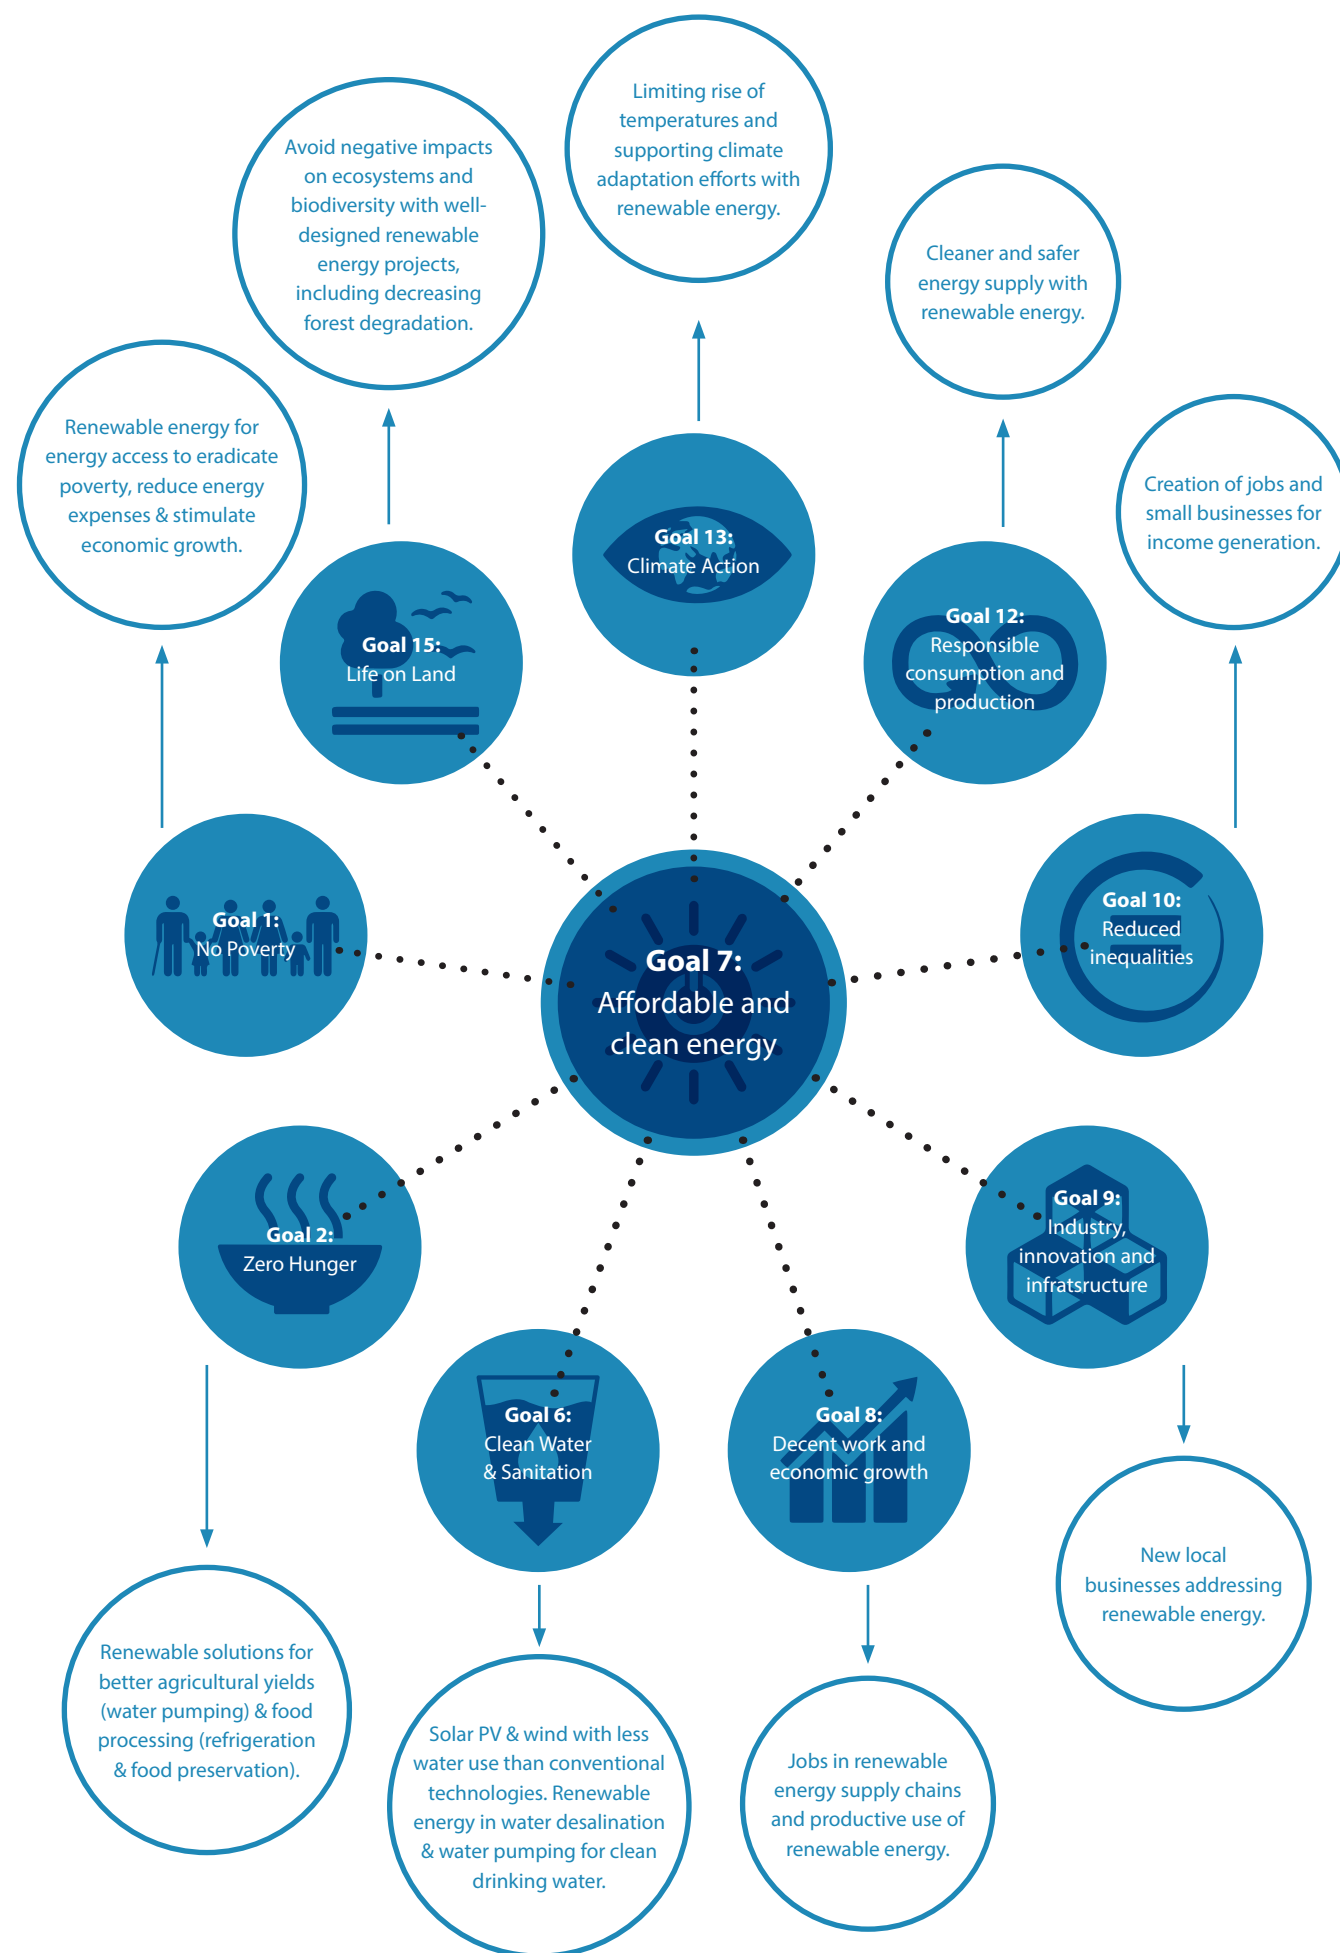 Limiting rise of
temperatures and
supporting climate
adaptation efforts with
renewable energy.
Avoid negative impacts
on ecosystems and
biodiversity with well-
designed renewable
energy projects,
including decreasing
forest degradation.
Cleaner and safer
energy supply with
renewable energy.
Renewable energy for
energy access to eradicate
poverty, reduce energy
expenses & stimulate
economic growth.
Creation of jobs and
small businesses for
income generation.
Goal 13:
Climate Action
Goal 15:
Life on Land
Goal 12:
Responsible
consumption and
production
Goal 1:
No Poverty
Goal 10:
Reduced
inequalities
Goal 7:
Affordable and
clean energy
Goal 2:
Zero Hunger
Goal 9:
Industry,
innovation and
infratsructure
Goal 6:
Clean Water
& Sanitation
Goal 8:
Decent work and
economic growth
New local
businesses addressing
renewable energy.
Renewable solutions for
better agricultural yields
(water pumping) & food
processing (refrigeration
& food preservation).
Solar PV & wind with less
water use than conventional
technologies. Renewable
energy in water desalination
& water pumping for clean
drinking water.
Jobs in renewable
energy supply chains
and productive use of
renewable energy.